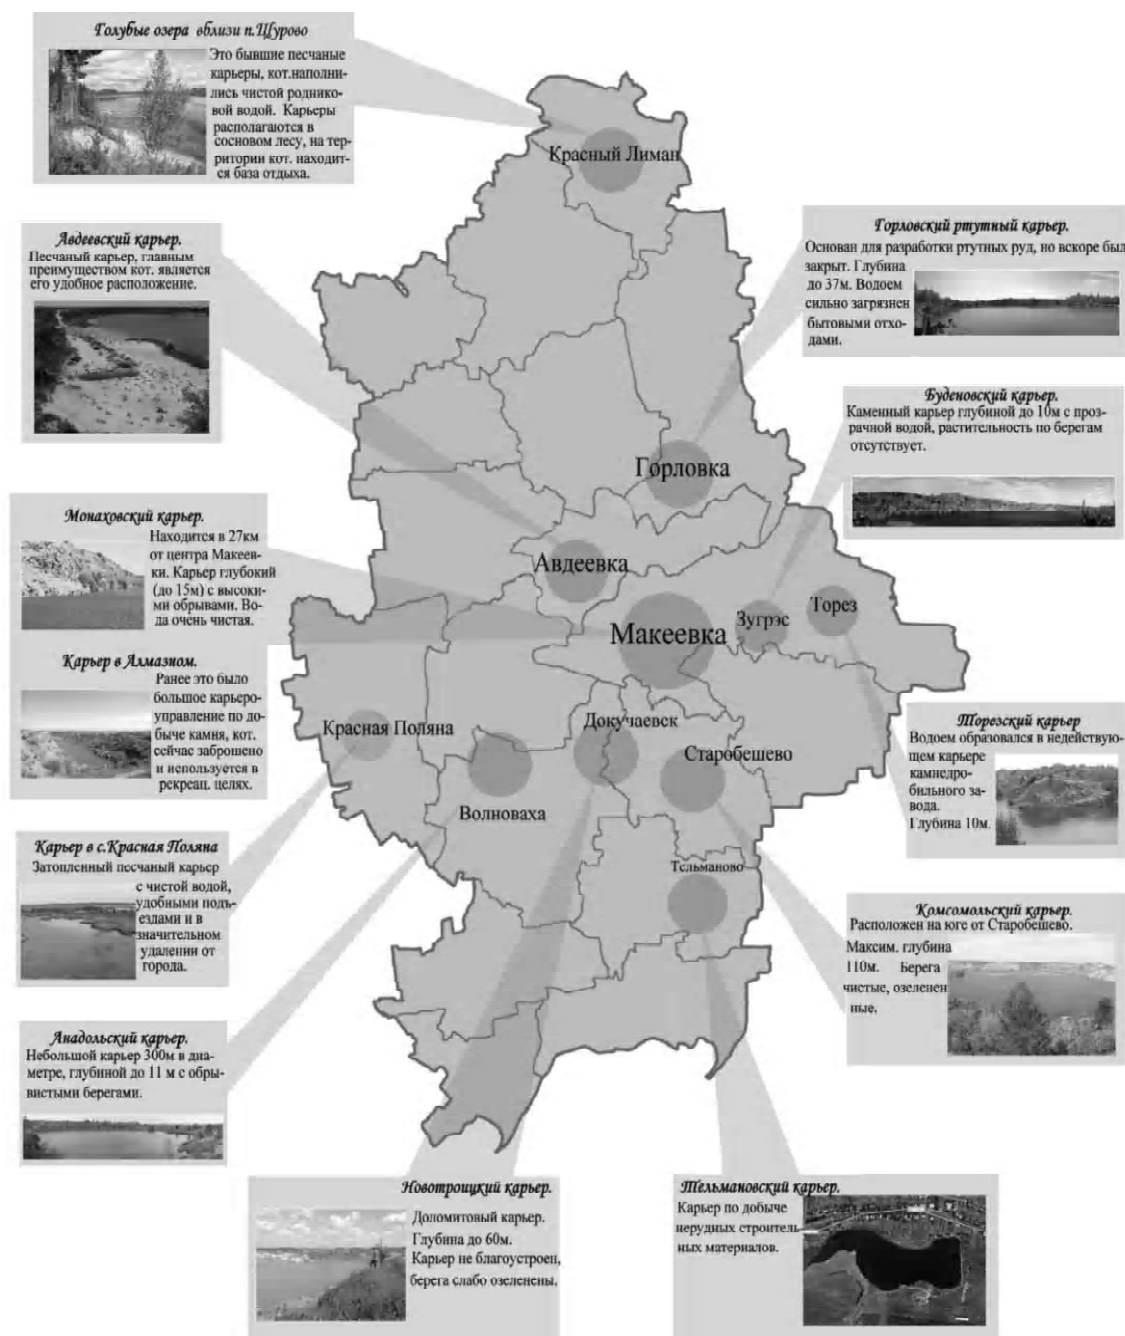 Голубые озера вблизи п.Щурово
Это бывшие песчаные
карьеры, кот.наполни-
лись чистой роднико-
вой водой. Карьеры
располагаются в
сосновом лесу, на тер-
ритории кот. находит-
ся база отдыха.
Авдеевский карьер.
Песчаный карьер, главным
преимуществом кот. является
его удобное расположение.
Монаховский карьер.
Находится в 27км
от центра Макеев-
ки. Карьер глубокий
(до 15м) с высоки-
ми обрывами. Во-
да очень чистая.
Карьер в Алмазном.
Ранее это было
большое карьеро-
управление по до-
быче камня, кот.
сейчас заброшено
и используется в
рекреац. целях.
Карьер в с.Красная Поляна
Затопленный песчаный карьер
с чистой водой,
удобными подъ-
ездами и в
значительном
удалении от
города.
Анадольский карьер.
Небольшой карьер 300м в диа-
метре, глубиной до 11 м с обры-
вистыми берегами.
Новотроицкий карьер.
Доломитовый карьер.
Глубина до 60м.
Карьер не благоустроен,
берега слабо озеленены.
Красный Лиман
Горловка
Авдеевка
Макеевка
Зугрэс
Торез
Красная Поляна
Докучаевск
Старобешево
Волноваха
Тельманово
Горловский ртутный карьер.
Основан для разработки ртутных руд, но вскоре был
закрыт. Глубина
до 37м. Водоем
сильно загрязнен
бытовыми отхо-
дами.
Буденовский карьер.
Каменный карьер глубиной до 10м с проз-
рачной водой, растительность по берегам
отсутствует.
Торезский карьер
Водоем образовался в недействую-
щем карьере
камнедро-
бильного за-
вода.
Глубина 10м.
Комсомольский карьер.
Расположен на юге от Старобешево.
Максим. глубина
110м. Берега
чистые, озеленен
ные.
Тельмановский карьер.
Карьер по добыче
нерудных строитель-
ных материалов.